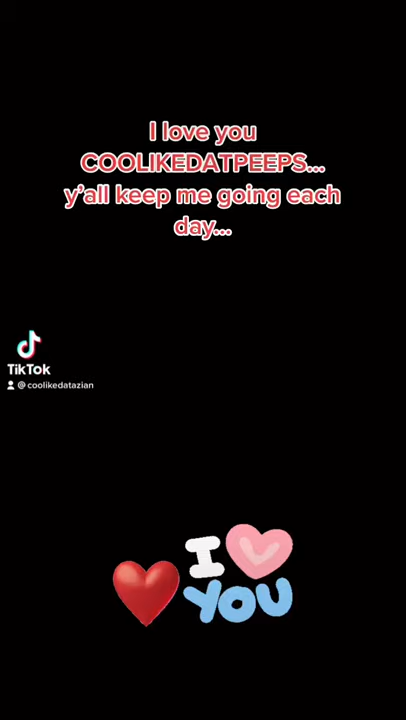 I love you
COOLIKEDATPEEPS...
y'all keep me going each
day...
TikTok
@coolikedatazian
I
YOU